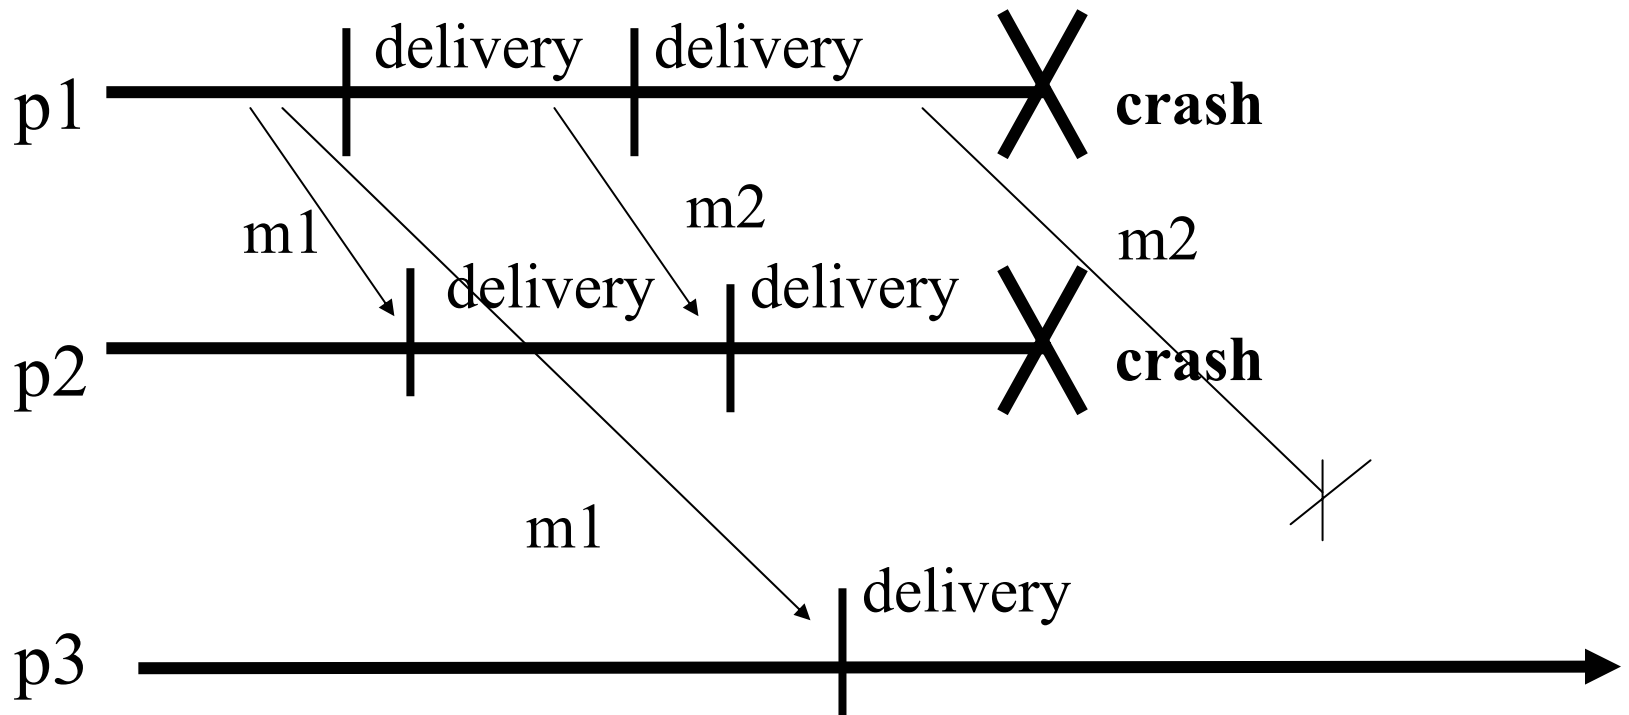 delivery delivery
p1 crash
m1 m2 m2
delivery delivery
p2 crash
m1
delivery
p3